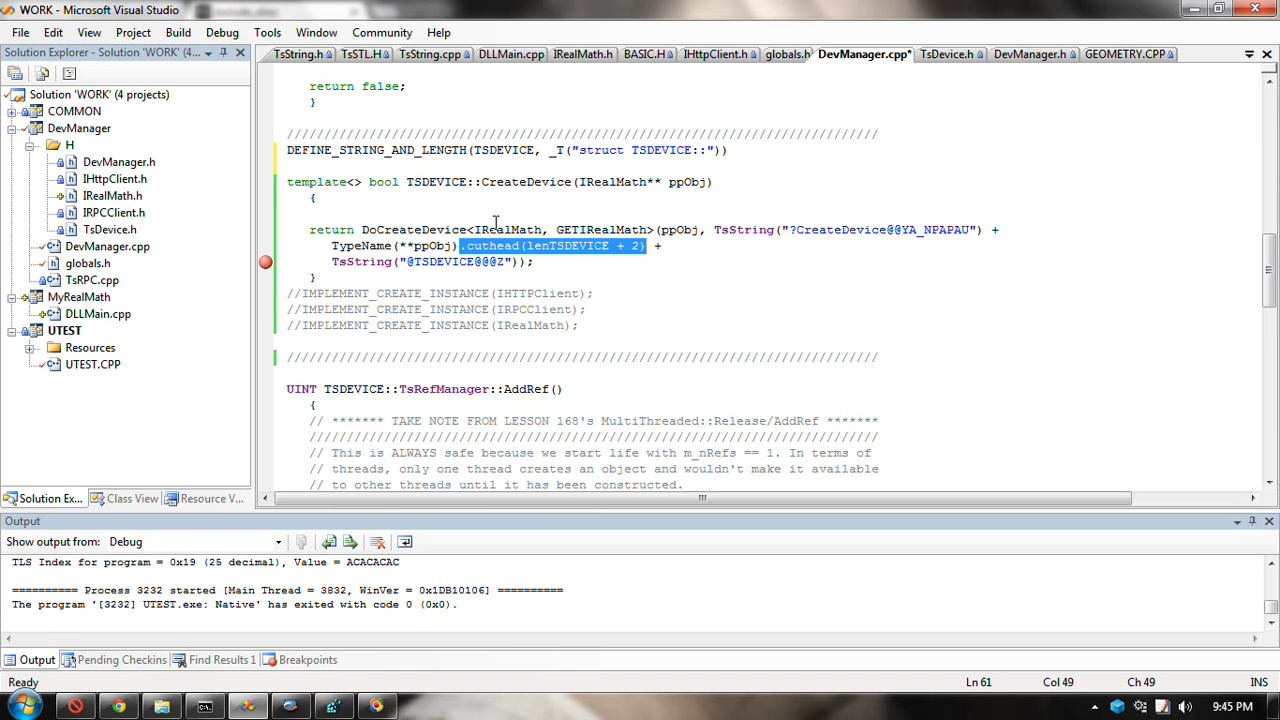 WORK - Microsoft Visual Studio
File Edit View Project Build Debug Tools Window Community Help
Solution Explorer - Solution 'WORK' (4 projects)
TsString.h TsSTL.H TsString.cpp DLLMain.cpp IRealMath.h BASIC.H IHttpClient.h globals.h DevManager.cpp* TsDevice.h DevManager.h GEOMETRY.CPP
Solution 'WORK' (4 projects)
COMMON
DevManager
H
DevManager.h
IHttpClient.h
IRealMath.h
IRPCClient.h
TsDevice.h
DevManager.cpp
globals.h
TsRPC.cpp
MyRealMath
DLLMain.cpp
UTEST
Resources
UTEST.CPP
Solution Ex... Class View Resource V...
return false;
}
///////////////////////////////////////////////////////////////////////////////
DEFINE_STRING_AND_LENGTH(TSDEVICE, _T("struct TSDEVICE::"))
template<> bool TSDEVICE::CreateDevice(IRealMath** ppObj)
{
return DoCreateDevice<IRealMath, GETIRealMath>(ppObj, TsString("?CreateDevice@@YA_NPAPAU") +
TypeName(**ppObj).cuthead(lenTSDEVICE + 2) +
TsString("@TSDEVICE@@@Z"));
}
//IMPLEMENT_CREATE_INSTANCE(IHTTPClient);
//IMPLEMENT_CREATE_INSTANCE(IRPCClient);
//IMPLEMENT_CREATE_INSTANCE(IRealMath);
///////////////////////////////////////////////////////////////////////////////
UINT TSDEVICE::TsRefManager::AddRef()
{
// ******* TAKE NOTE FROM LESSON 168's MultiThreaded::Release/AddRef *******
////////////////////////////////////////////////////////////////////////////
// This is ALWAYS safe because we start life with m_nRefs == 1. In terms of
// threads, only one thread creates an object and wouldn't make it available
// to other threads until it has been constructed.
Output
Show output from: Debug
TLS Index for program = 0x19 (25 decimal), Value = ACACACAC
========== Process 3232 started [Main Thread = 3832, WinVer = 0x1DB10106] ==========
The program '[3232] UTEST.exe: Native' has exited with code 0 (0x0).
Output Pending Checkins Find Results 1 Breakpoints
Ready Ln 61 Col 49 Ch 49 INS
9:45 PM